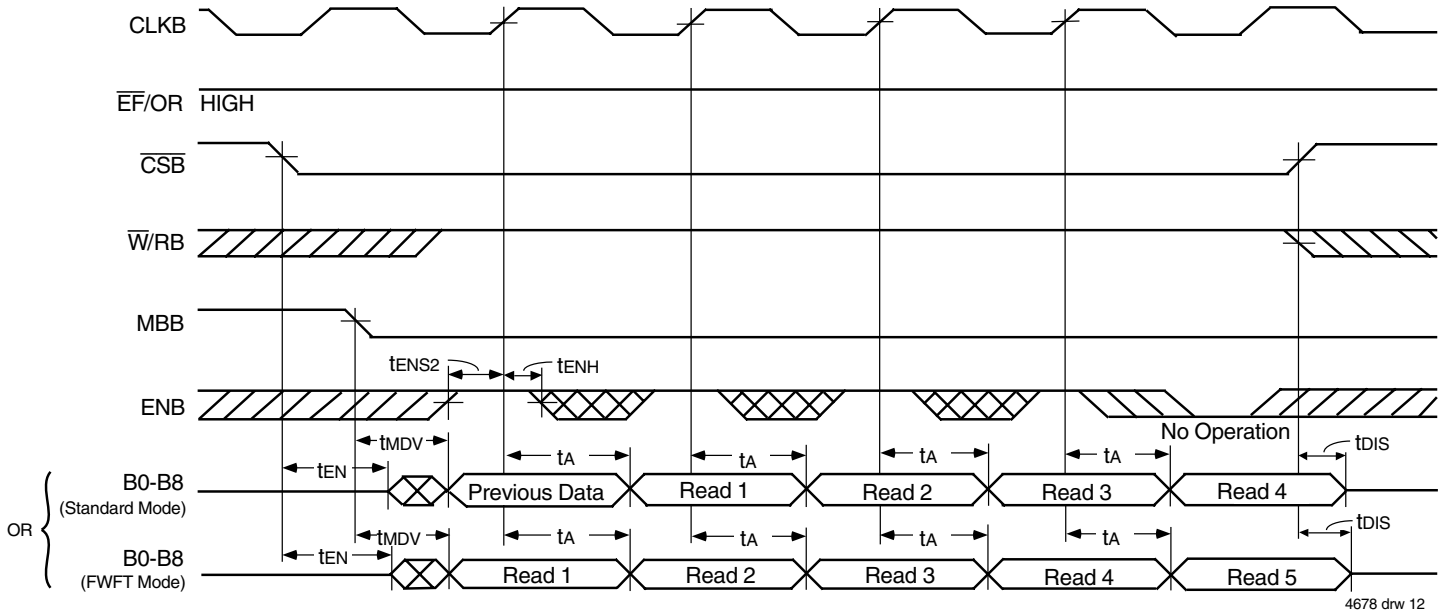 CLKB
EF/OR HIGH
CSB
W/RB
MBB
tENS2 tENH
ENB
No Operation
tMDV tEN tA tA tA tA tDIS
B0-B8
(Standard Mode)
Previous Data Read 1 Read 2 Read 3 Read 4
OR
tMDV tEN tA tA tA tA tDIS
B0-B8
(FWFT Mode)
Read 1 Read 2 Read 3 Read 4 Read 5
4678 drw 12